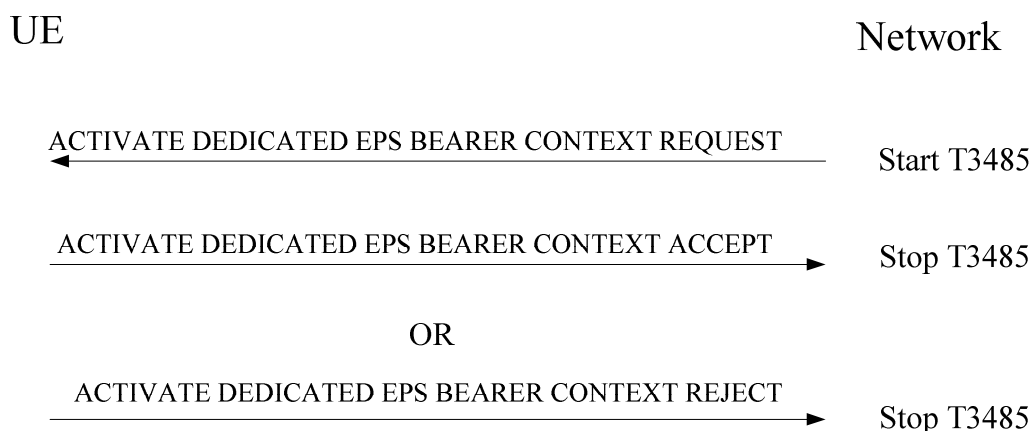 UE
Network
ACTIVATE DEDICATED EPS BEARER CONTEXT REQUEST
Start T3485
ACTIVATE DEDICATED EPS BEARER CONTEXT ACCEPT
Stop T3485
OR
ACTIVATE DEDICATED EPS BEARER CONTEXT REJECT
Stop T3485